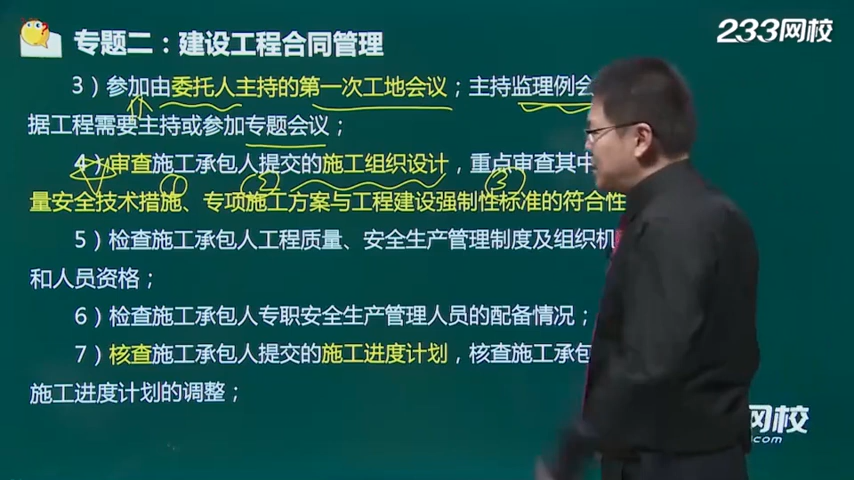 专题二：建设工程合同管理
233网校
3）参加由委托人主持的第一次工地会议；主持监理例会
据工程需要主持或参加专题会议；
4）审查施工承包人提交的施工组织设计，重点审查其中
① ② ③
量安全技术措施、专项施工方案与工程建设强制性标准的符合性
5）检查施工承包人工程质量、安全生产管理制度及组织机
和人员资格；
6）检查施工承包人专职安全生产管理人员的配备情况；
7）核查施工承包人提交的施工进度计划，核查施工承包
施工进度计划的调整；
网校
.com